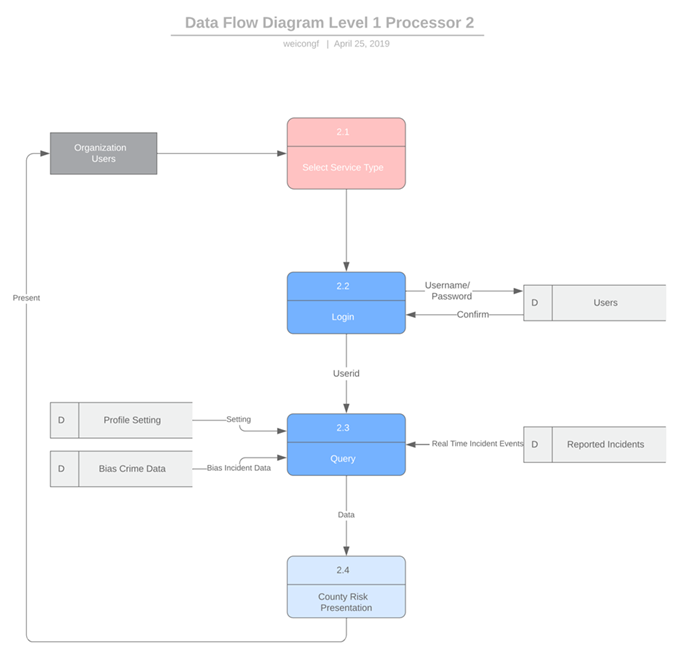 Data Flow Diagram Level 1 Processor 2
weicongf | April 25, 2019
Organization
Users
2.1
Select Service Type
Present
2.2
Login
Username/
Password
Confirm
D
Users
Userid
D
Profile Setting
Setting
D
Bias Crime Data
Bias Incident Data
2.3
Query
Real Time Incident Events
D
Reported Incidents
Data
2.4
County Risk
Presentation